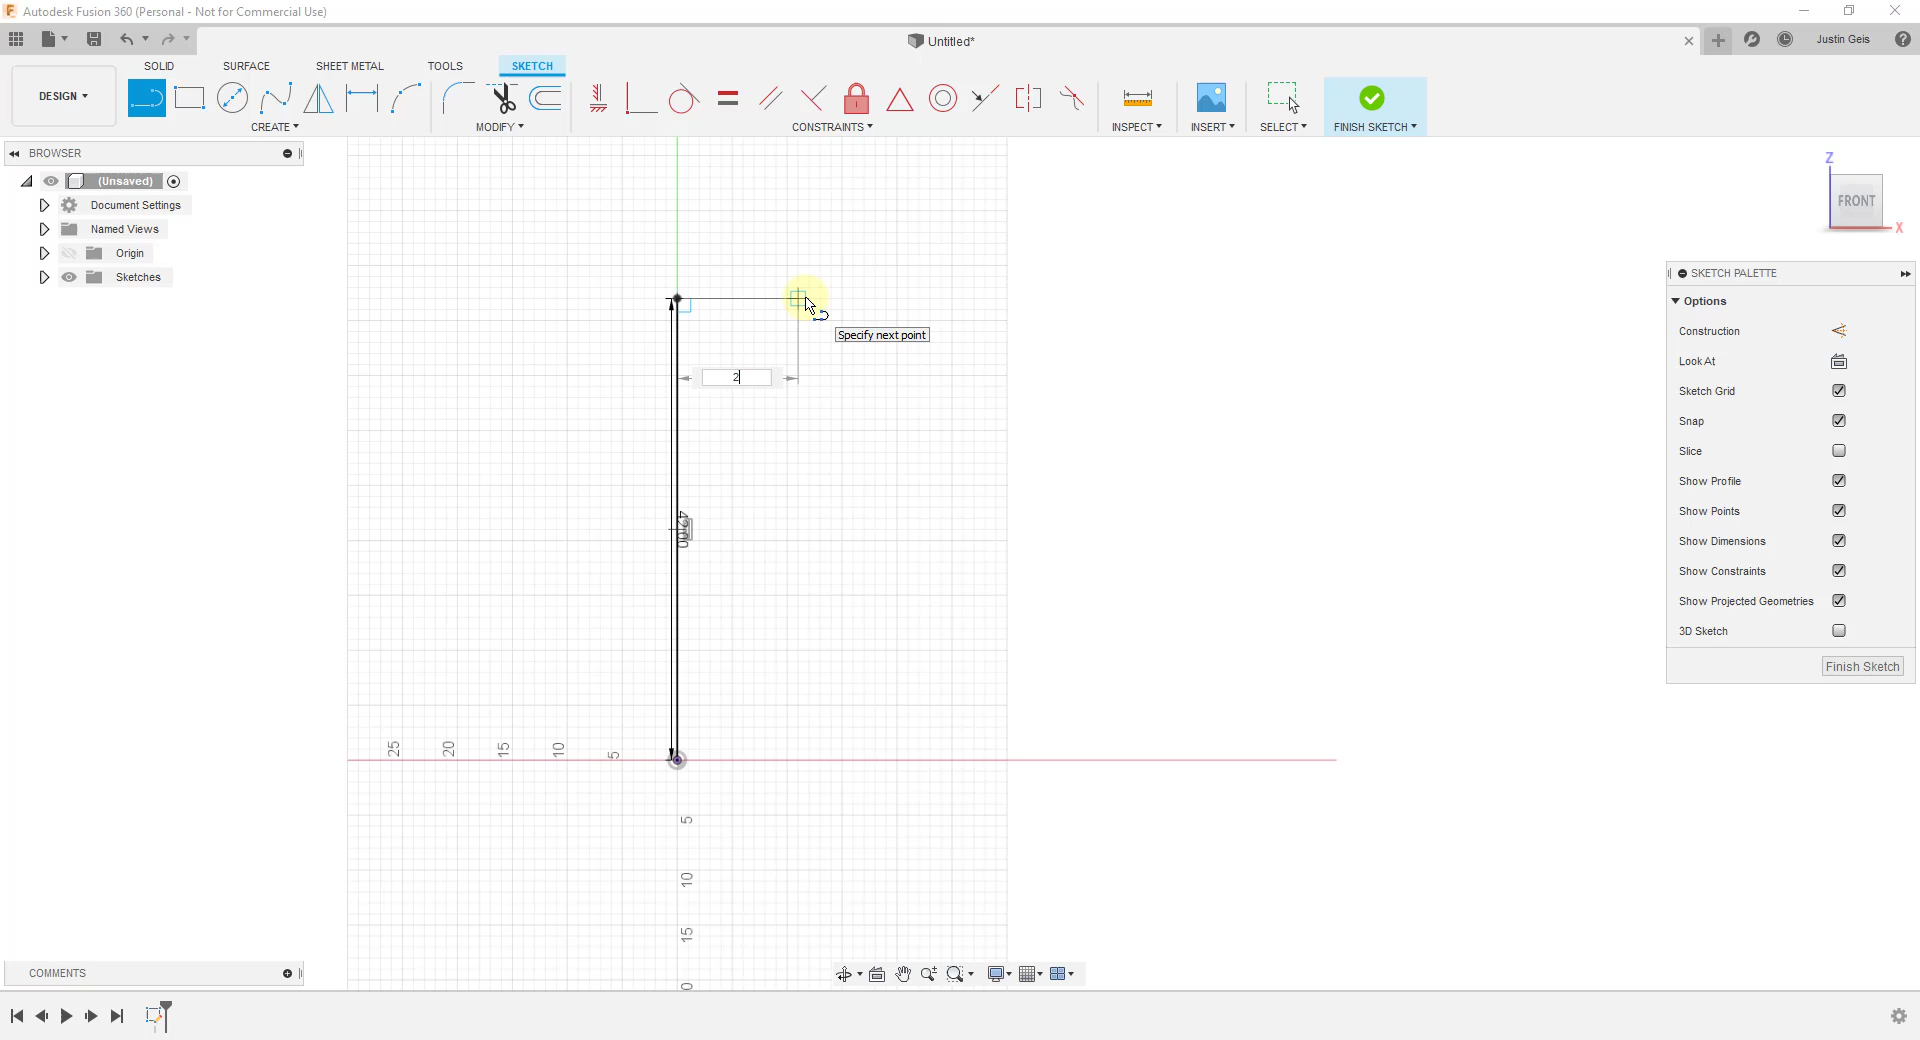 Autodesk Fusion 360 (Personal - Not for Commercial Use)
Untitled*
Justin Geis
DESIGN
SOLID
SURFACE
SHEET METAL
TOOLS
SKETCH
CREATE
MODIFY
CONSTRAINTS
INSPECT
INSERT
SELECT
FINISH SKETCH
BROWSER
(Unsaved)
Document Settings
Named Views
Origin
Sketches
Z
FRONT
X
Specify next point
2
42.00
25
20
15
10
5
5
10
15
0
SKETCH PALETTE
Options
Construction
Look At
Sketch Grid
Snap
Slice
Show Profile
Show Points
Show Dimensions
Show Constraints
Show Projected Geometries
3D Sketch
Finish Sketch
COMMENTS